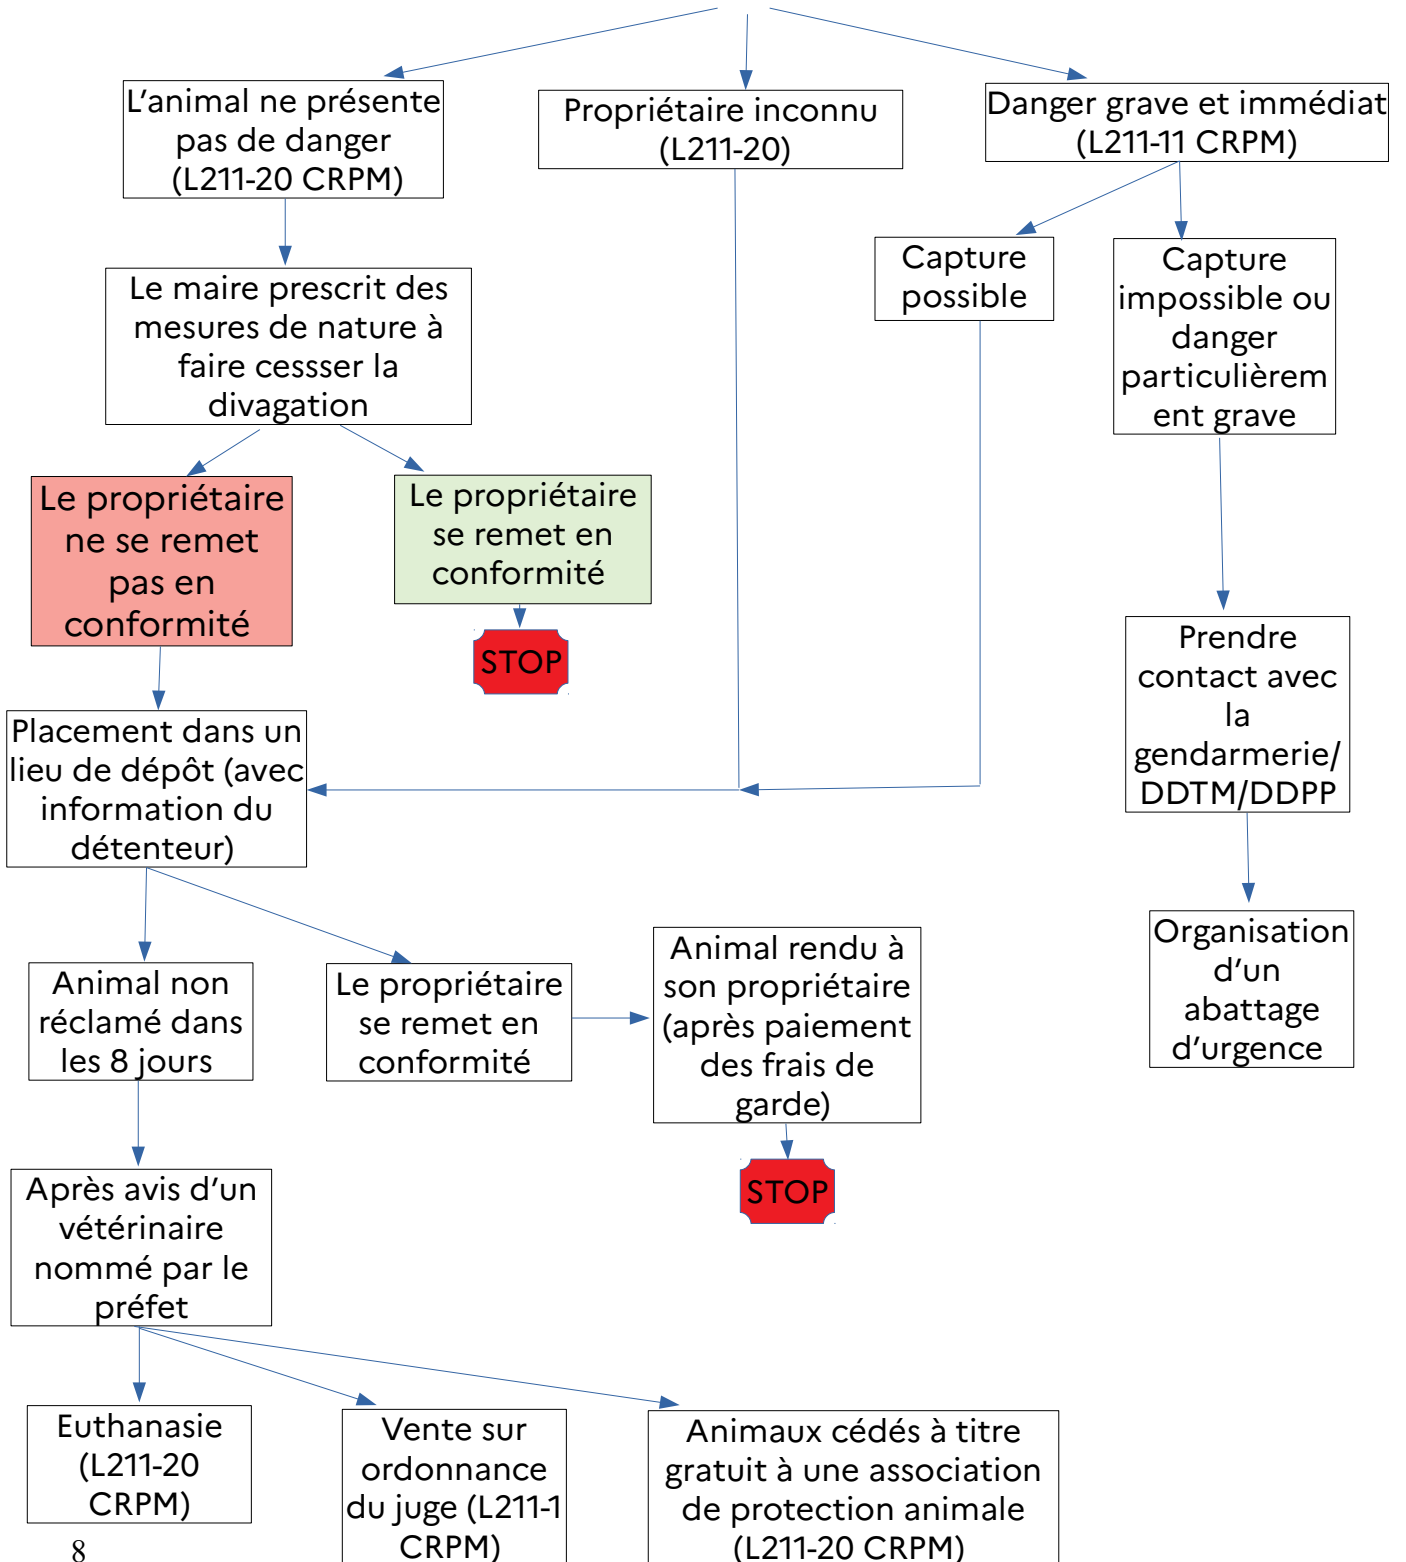 L'animal ne présente
pas de danger
(L211-20 CRPM)
Propriétaire inconnu
(L211-20)
Danger grave et immédiat
(L211-11 CRPM)
Capture
possible
Capture
impossible ou
danger
particulièrem
ent grave
Le maire prescrit des
mesures de nature à
faire cessser la
divagation
Le propriétaire
ne se remet
pas en
conformité
Le propriétaire
se remet en
conformité
STOP
Prendre
contact avec
la
gendarmerie/
DDTM/DDPP
Placement dans un
lieu de dépôt (avec
information du
détenteur)
Animal non
réclamé dans
les 8 jours
Le propriétaire
se remet en
conformité
Animal rendu à
son propriétaire
(après paiement
des frais de
garde)
Organisation
d'un
abattage
d'urgence
STOP
Après avis d'un
vétérinaire
nommé par le
préfet
Euthanasie
(L211-20
CRPM)
Vente sur
ordonnance
du juge (L211-1
CRPM)
Animaux cédés à titre
gratuit à une association
de protection animale
(L211-20 CRPM)
8